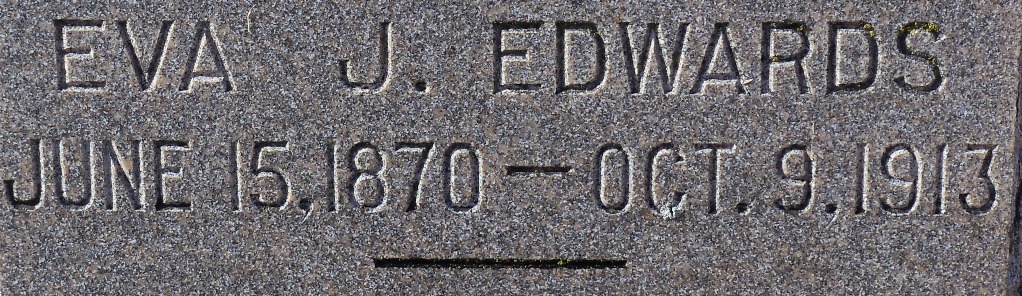 EVA J. EDWARDS
JUNE 15, 1870 — OCT. 9, 1913